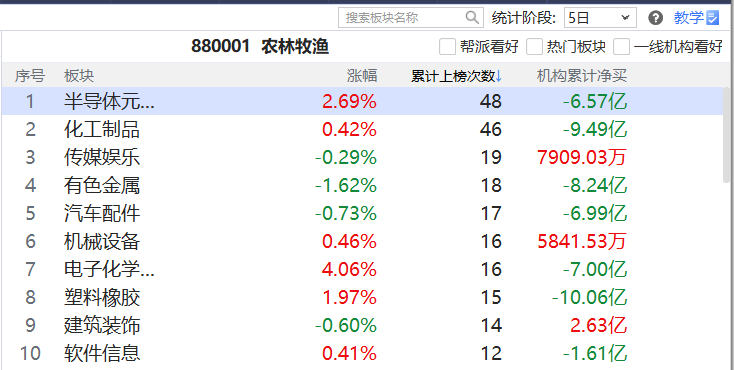 搜索板块名称 统计阶段: 5日 ? 教学
880001 农林牧渔 帮派看好 热门板块 一线机构看好
序号 板块 涨幅 累计上榜次数↓ 机构累计净买
1 半导体元... 2.69% 48 -6.57亿
2 化工制品 0.42% 46 -9.49亿
3 传媒娱乐 -0.29% 19 7909.03万
4 有色金属 -1.62% 18 -8.24亿
5 汽车配件 -0.73% 17 -6.99亿
6 机械设备 0.46% 16 5841.53万
7 电子化学... 4.06% 16 -7.00亿
8 塑料橡胶 1.97% 15 -10.06亿
9 建筑装饰 -0.60% 14 2.63亿
10 软件信息 0.41% 12 -1.61亿